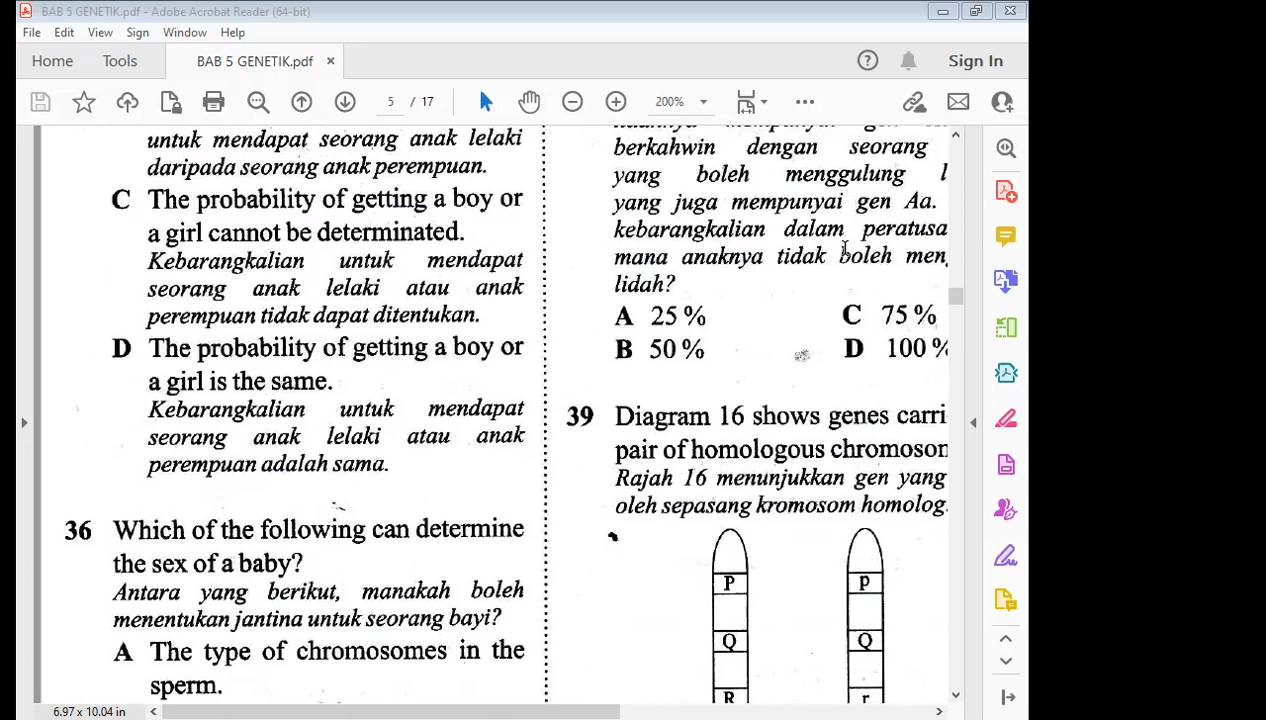 BAB 5 GENETIK.pdf - Adobe Acrobat Reader (64-bit)
File Edit View Sign Window Help
Home Tools BAB 5 GENETIK.pdf × Sign In
5 / 17 200%
untuk mendapat seorang anak lelaki
daripada seorang anak perempuan.
C The probability of getting a boy or
a girl cannot be determinated.
Kebarangkalian untuk mendapat
seorang anak lelaki atau anak
perempuan tidak dapat ditentukan.
D The probability of getting a boy or
a girl is the same.
Kebarangkalian untuk mendapat
seorang anak lelaki atau anak
perempuan adalah sama.
36 Which of the following can determine
the sex of a baby?
Antara yang berikut, manakah boleh
menentukan jantina untuk seorang bayi?
A The type of chromosomes in the
sperm.
berkahwin dengan seorang
yang boleh menggulung l
yang juga mempunyai gen Aa.
kebarangkalian dalam peratusa
mana anaknya tidak boleh meng
lidah?
A 25 % C 75 %
B 50 % D 100 %
39 Diagram 16 shows genes carri
pair of homologous chromosom
Rajah 16 menunjukkan gen yang
oleh sepasang kromosom homolog.
P p
Q Q
R r
6.97 x 10.04 in